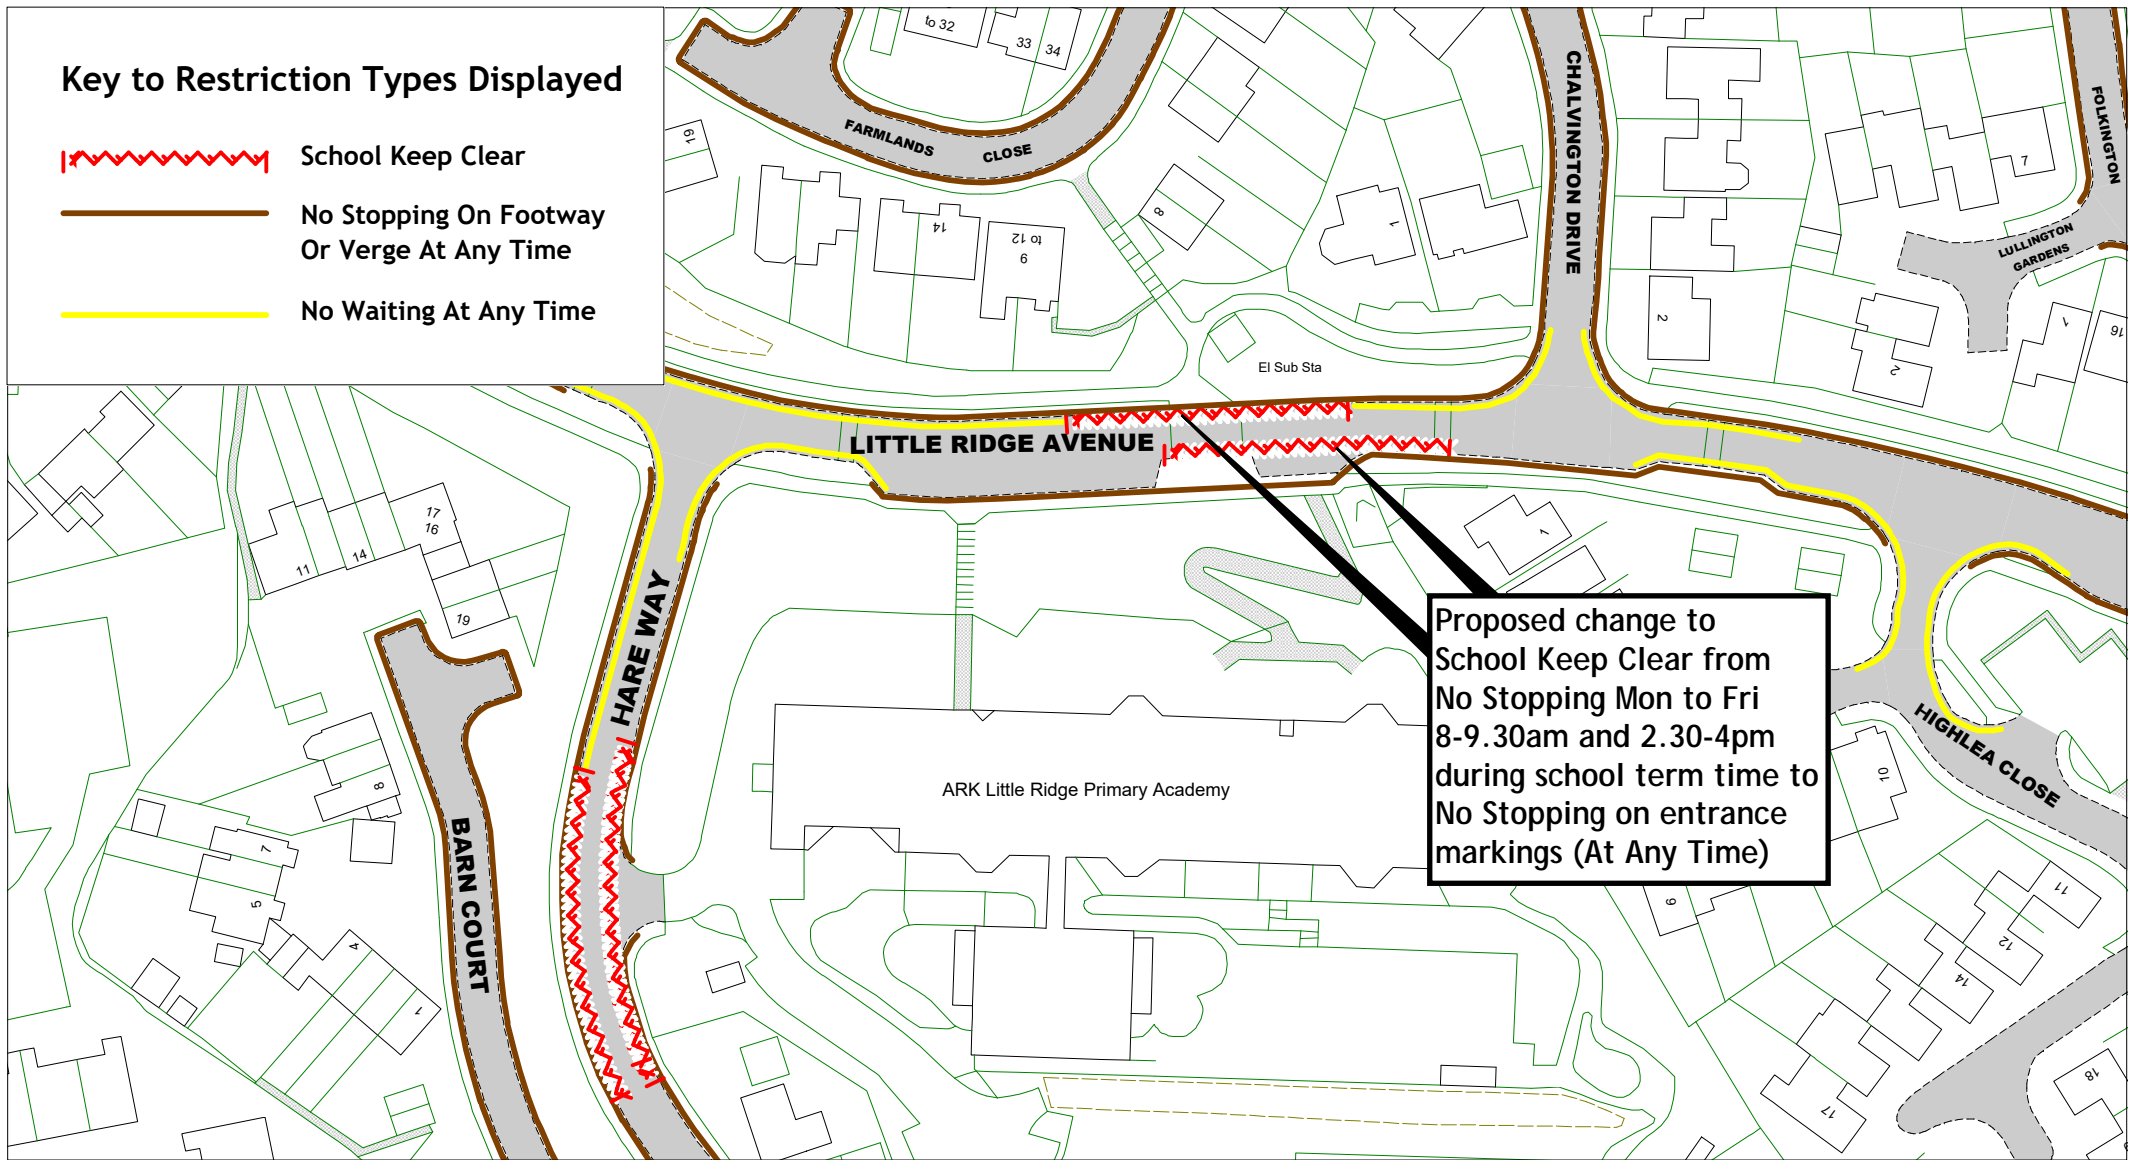 Key to Restriction Types Displayed
School Keep Clear
No Stopping On Footway
Or Verge At Any Time
No Waiting At Any Time
to 32
33
34
19
FARMLANDS CLOSE
14
to 12
9
8
1
El Sub Sta
CHALVINGTON DRIVE
2
7
FOLKINGTON
LULLINGTON
GARDENS
1
16
2
LITTLE RIDGE AVENUE
17
16
14
11
19
HARE WAY
1
Proposed change to
School Keep Clear from
No Stopping Mon to Fri
8-9.30am and 2.30-4pm
during school term time to
No Stopping on entrance
markings (At Any Time)
ARK Little Ridge Primary Academy
HIGHLEA CLOSE
10
8
7
5
4
1
BARN COURT
9
11
12
14
17
18